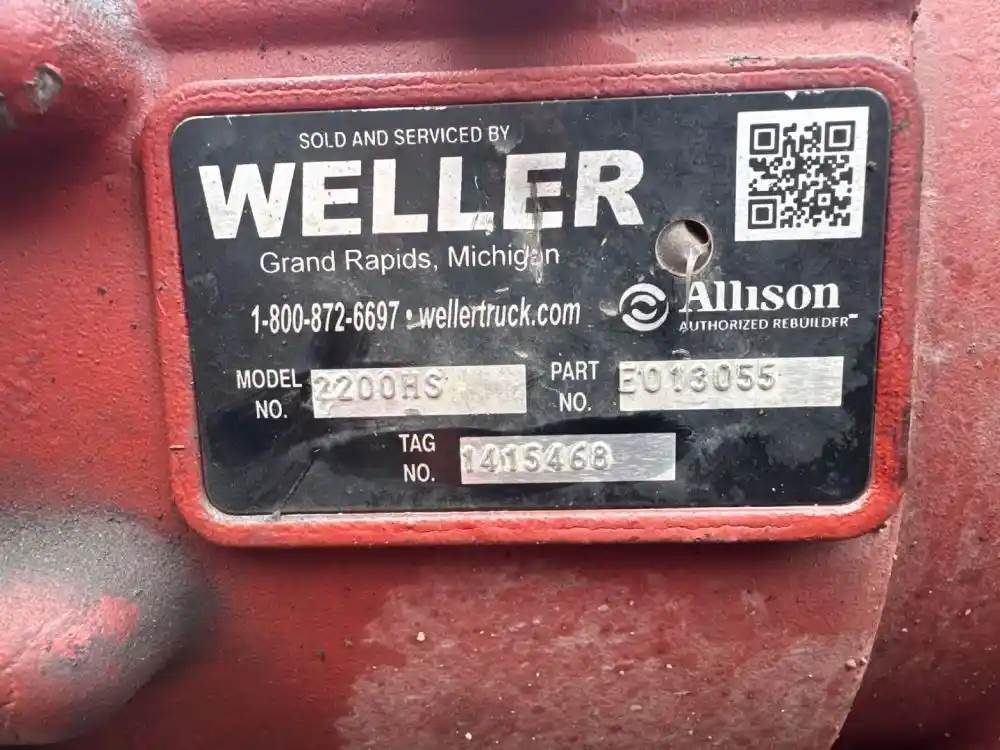 SOLD AND SERVICED BY
WELLER
Grand Rapids, Michigan
1-800-872-6697 • wellertruck.com
Allison
AUTHORIZED REBUILDER™
MODEL NO. 2200HS
PART NO. E013055
TAG NO. 1415468